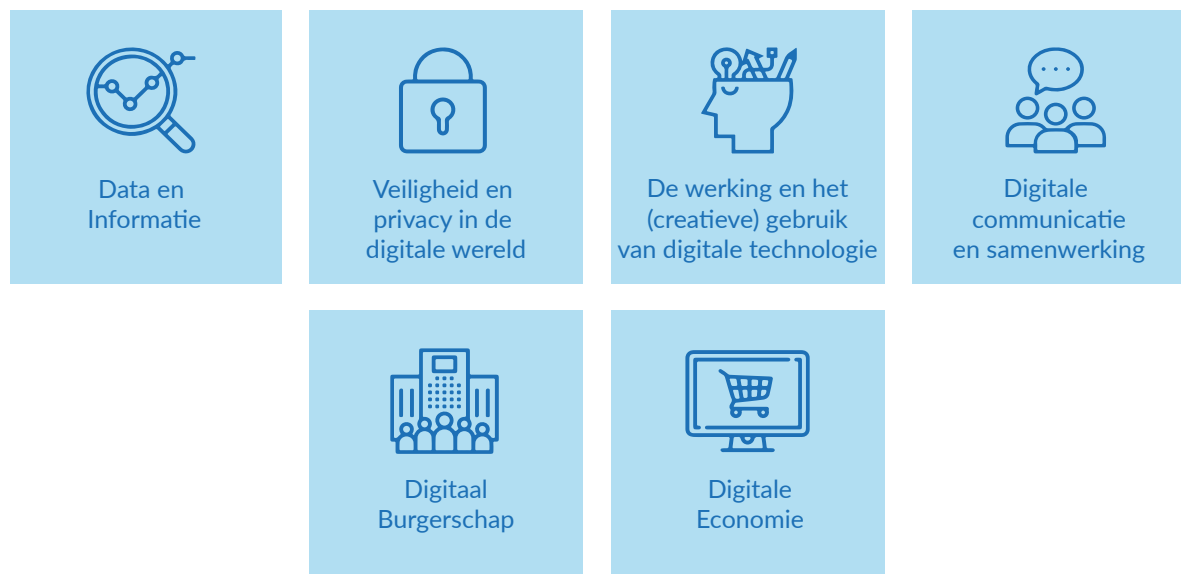 Data en
Informatie
Veiligheid en
privacy in de
digitale wereld
De werking en het
(creatieve) gebruik
van digitale technologie
Digitale
communicatie
en samenwerking
Digitaal
Burgerschap
Digitale
Economie